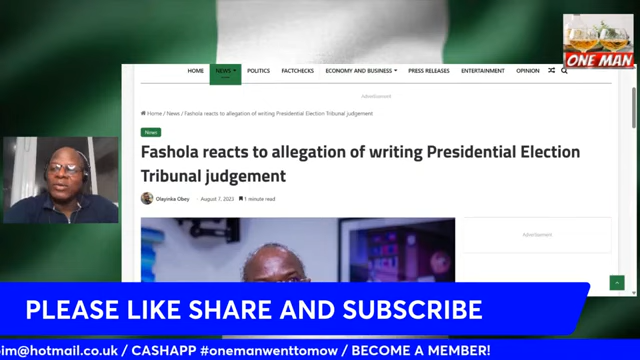 ONE MAN
HOME NEWS POLITICS FACTCHECKS ECONOMY AND BUSINESS PRESS RELEASES ENTERTAINMENT OPINION
Advertisement
Home / News / Fashola reacts to allegation of writing Presidential Election Tribunal judgement
News
Fashola reacts to allegation of writing Presidential Election
Tribunal judgement
Olayinka Obey August 7, 2023 1 minute read
Advertisement
PLEASE LIKE SHARE AND SUBSCRIBE
im@hotmail.co.uk / CASHAPP #onemanwenttomow / BECOME A MEMBER!